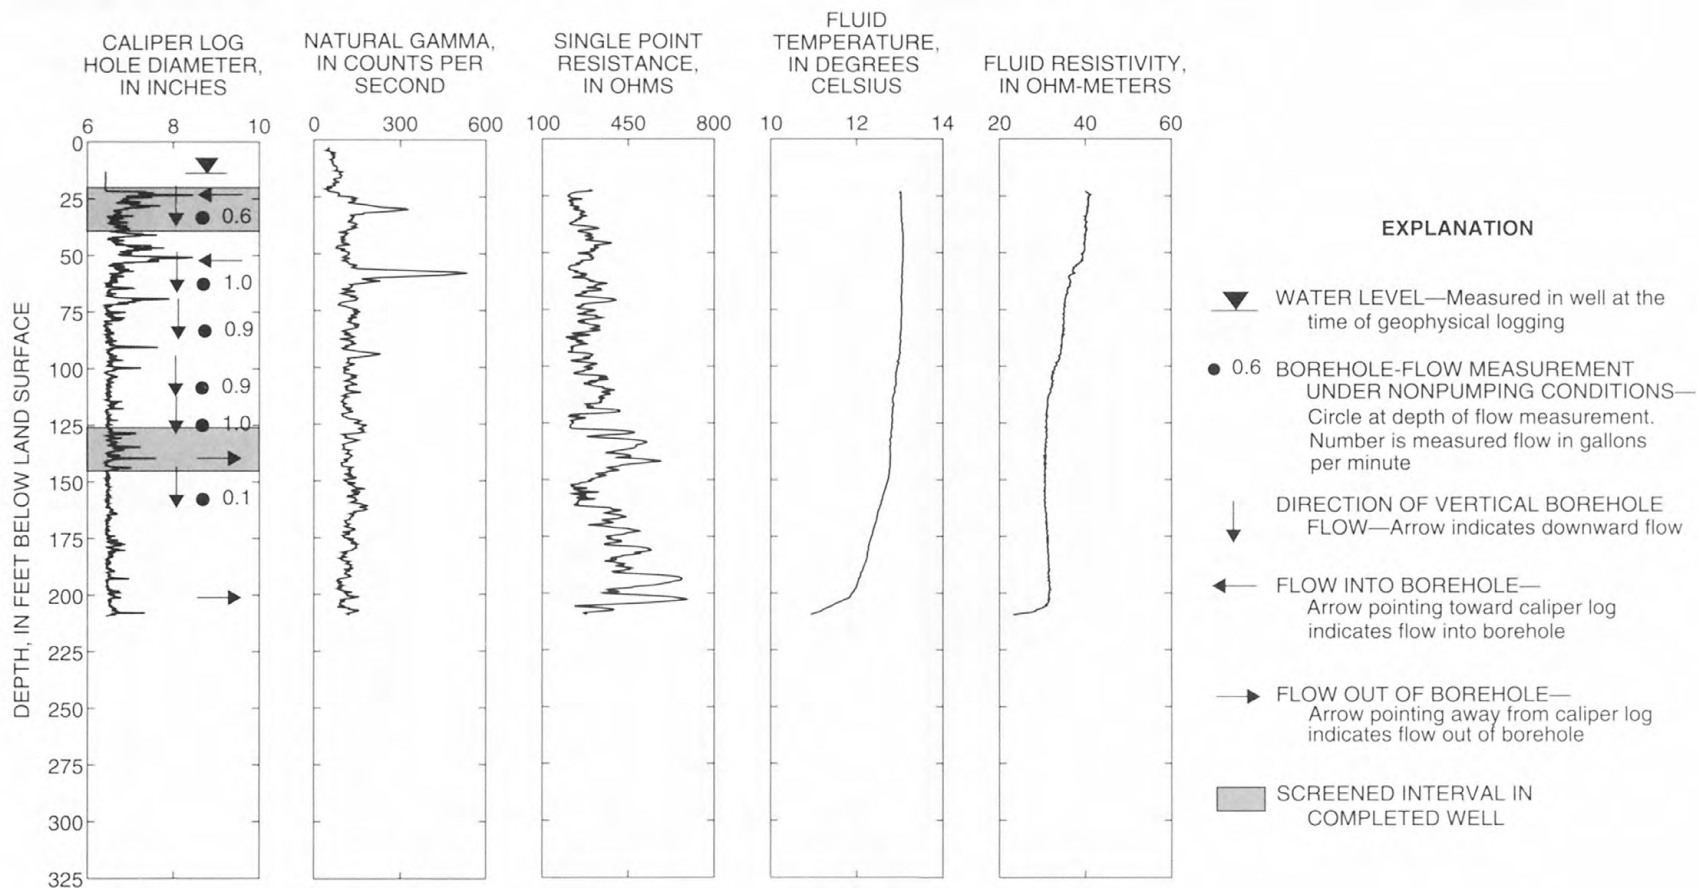 CALIPER LOG
HOLE DIAMETER,
IN INCHES
NATURAL GAMMA,
IN COUNTS PER
SECOND
SINGLE POINT
RESISTANCE,
IN OHMS
FLUID
TEMPERATURE,
IN DEGREES
CELSIUS
FLUID RESISTIVITY,
IN OHM-METERS
6 8 10
0 300 600
100 450 800
10 12 14
20 40 60
DEPTH, IN FEET BELOW LAND SURFACE
0
25
50
75
100
125
150
175
200
225
250
275
300
325
0.6
1.0
0.9
0.9
1.0
0.1
EXPLANATION
WATER LEVEL—Measured in well at the
time of geophysical logging
0.6 BOREHOLE-FLOW MEASUREMENT
UNDER NONPUMPING CONDITIONS—
Circle at depth of flow measurement.
Number is measured flow in gallons
per minute
DIRECTION OF VERTICAL BOREHOLE
FLOW—Arrow indicates downward flow
FLOW INTO BOREHOLE—
Arrow pointing toward caliper log
indicates flow into borehole
FLOW OUT OF BOREHOLE—
Arrow pointing away from caliper log
indicates flow out of borehole
SCREENED INTERVAL IN
COMPLETED WELL